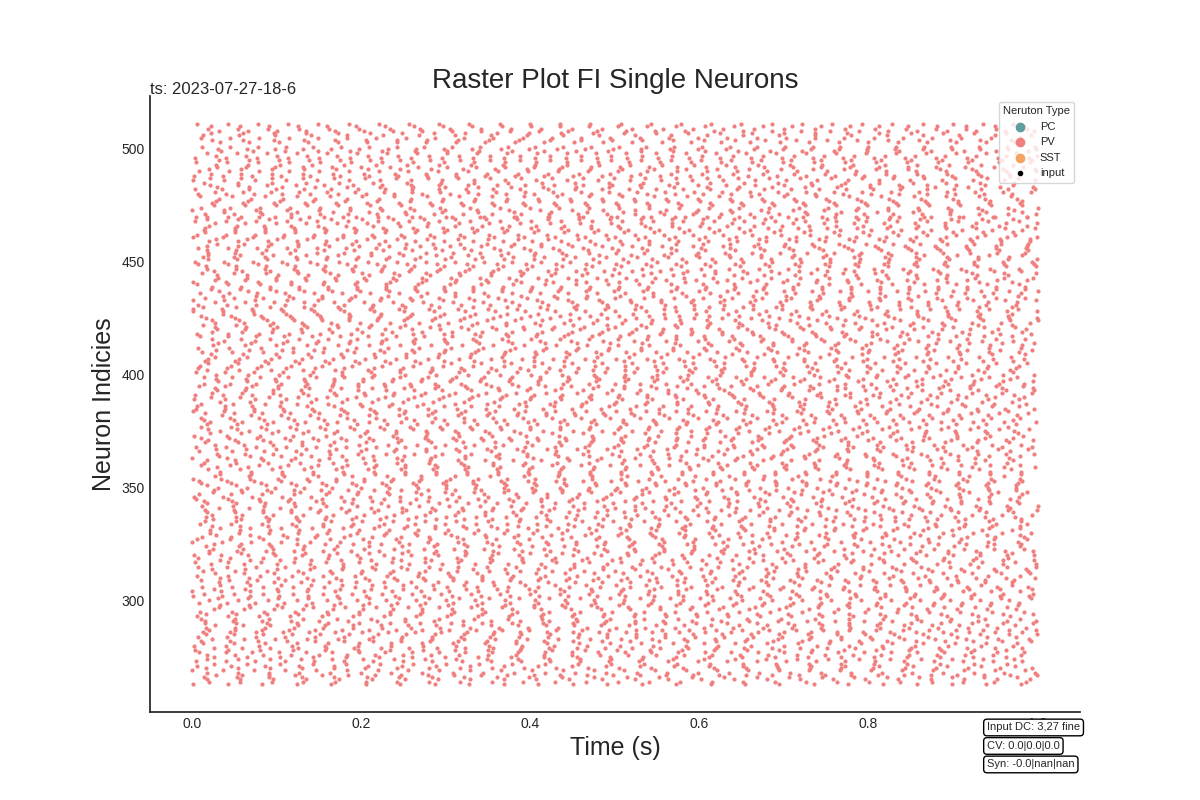 Raster Plot FI Single Neurons
ts: 2023-07-27-18-6
Neruton Type
PC
PV
SST
input
500
450
400
350
300
Neuron Indicies
0.0 0.2 0.4 0.6 0.8
Time (s)
Input DC: 3,27 fine
CV: 0.0|0.0|0.0
Syn: -0.0|nan|nan